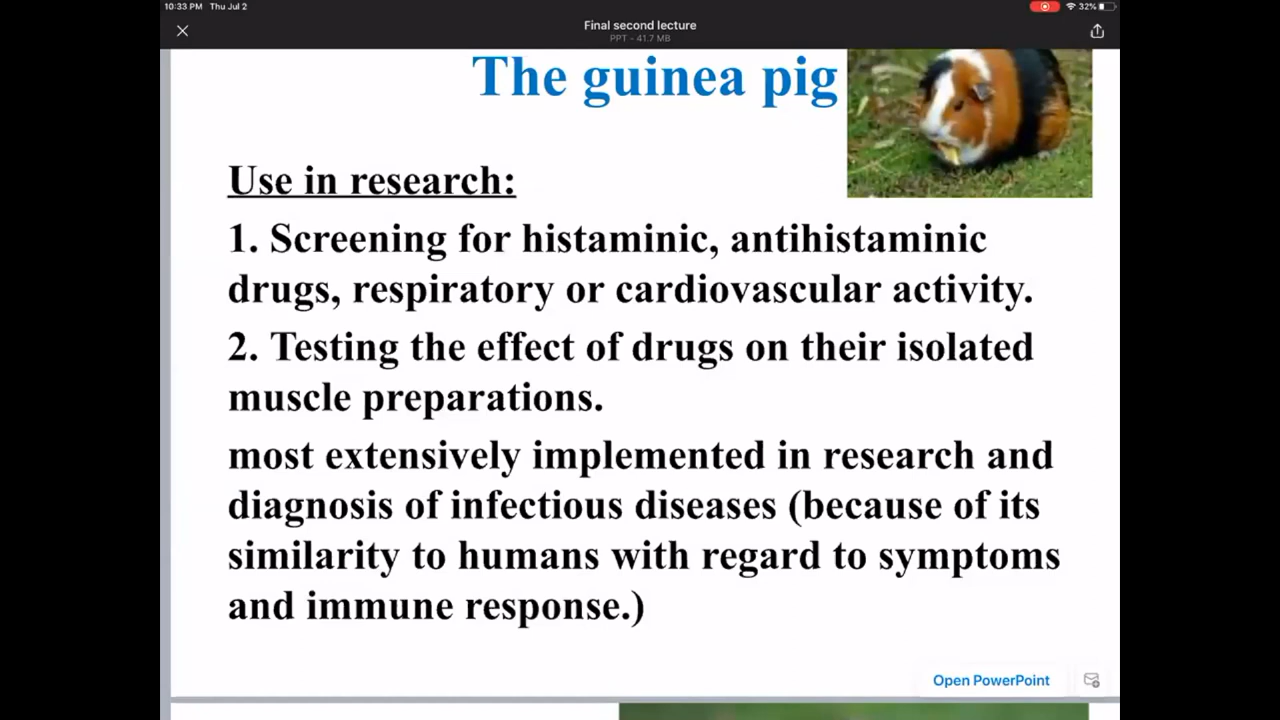 10:33 PM Thu Jul 2
32%
Final second lecture
PPT - 41.7 MB
The guinea pig
Use in research:
1. Screening for histaminic, antihistaminic
drugs, respiratory or cardiovascular activity.
2. Testing the effect of drugs on their isolated
muscle preparations.
most extensively implemented in research and
diagnosis of infectious diseases (because of its
similarity to humans with regard to symptoms
and immune response.)
Open PowerPoint